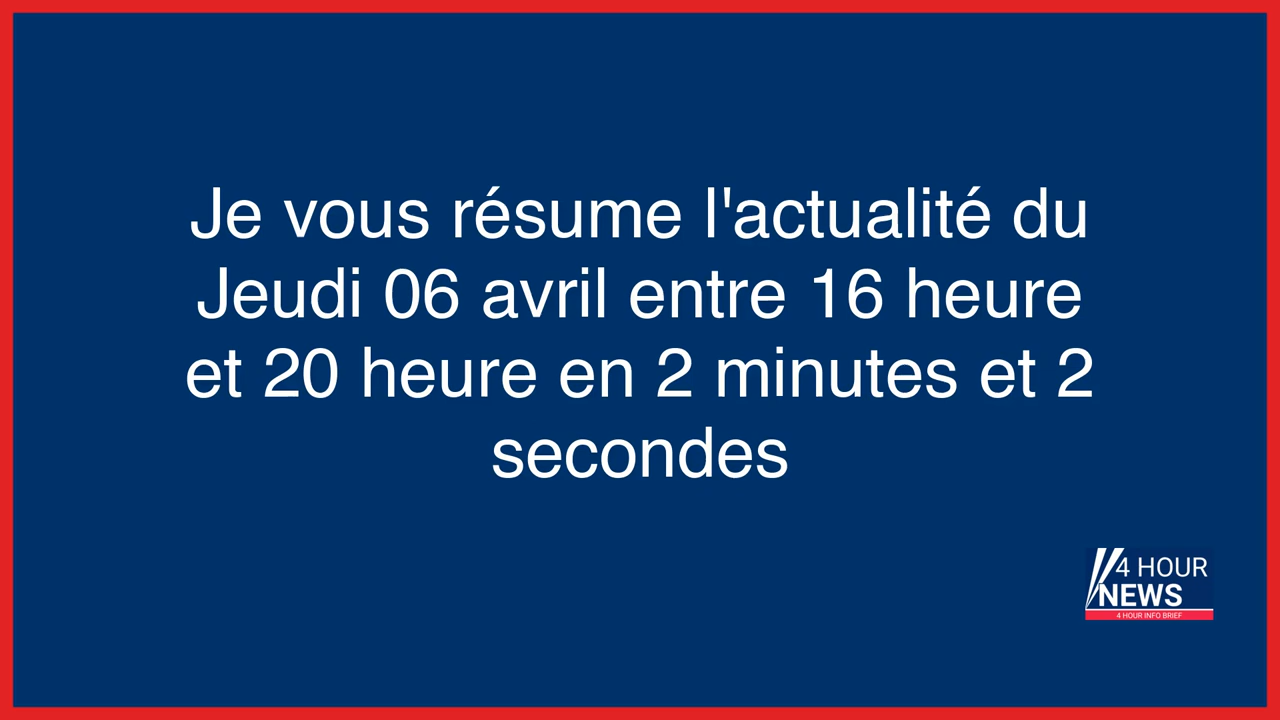 Je vous résume l'actualité du
Jeudi 06 avril entre 16 heure
et 20 heure en 2 minutes et 2
secondes
4 HOUR
NEWS
4 HOUR INFO BRIEF